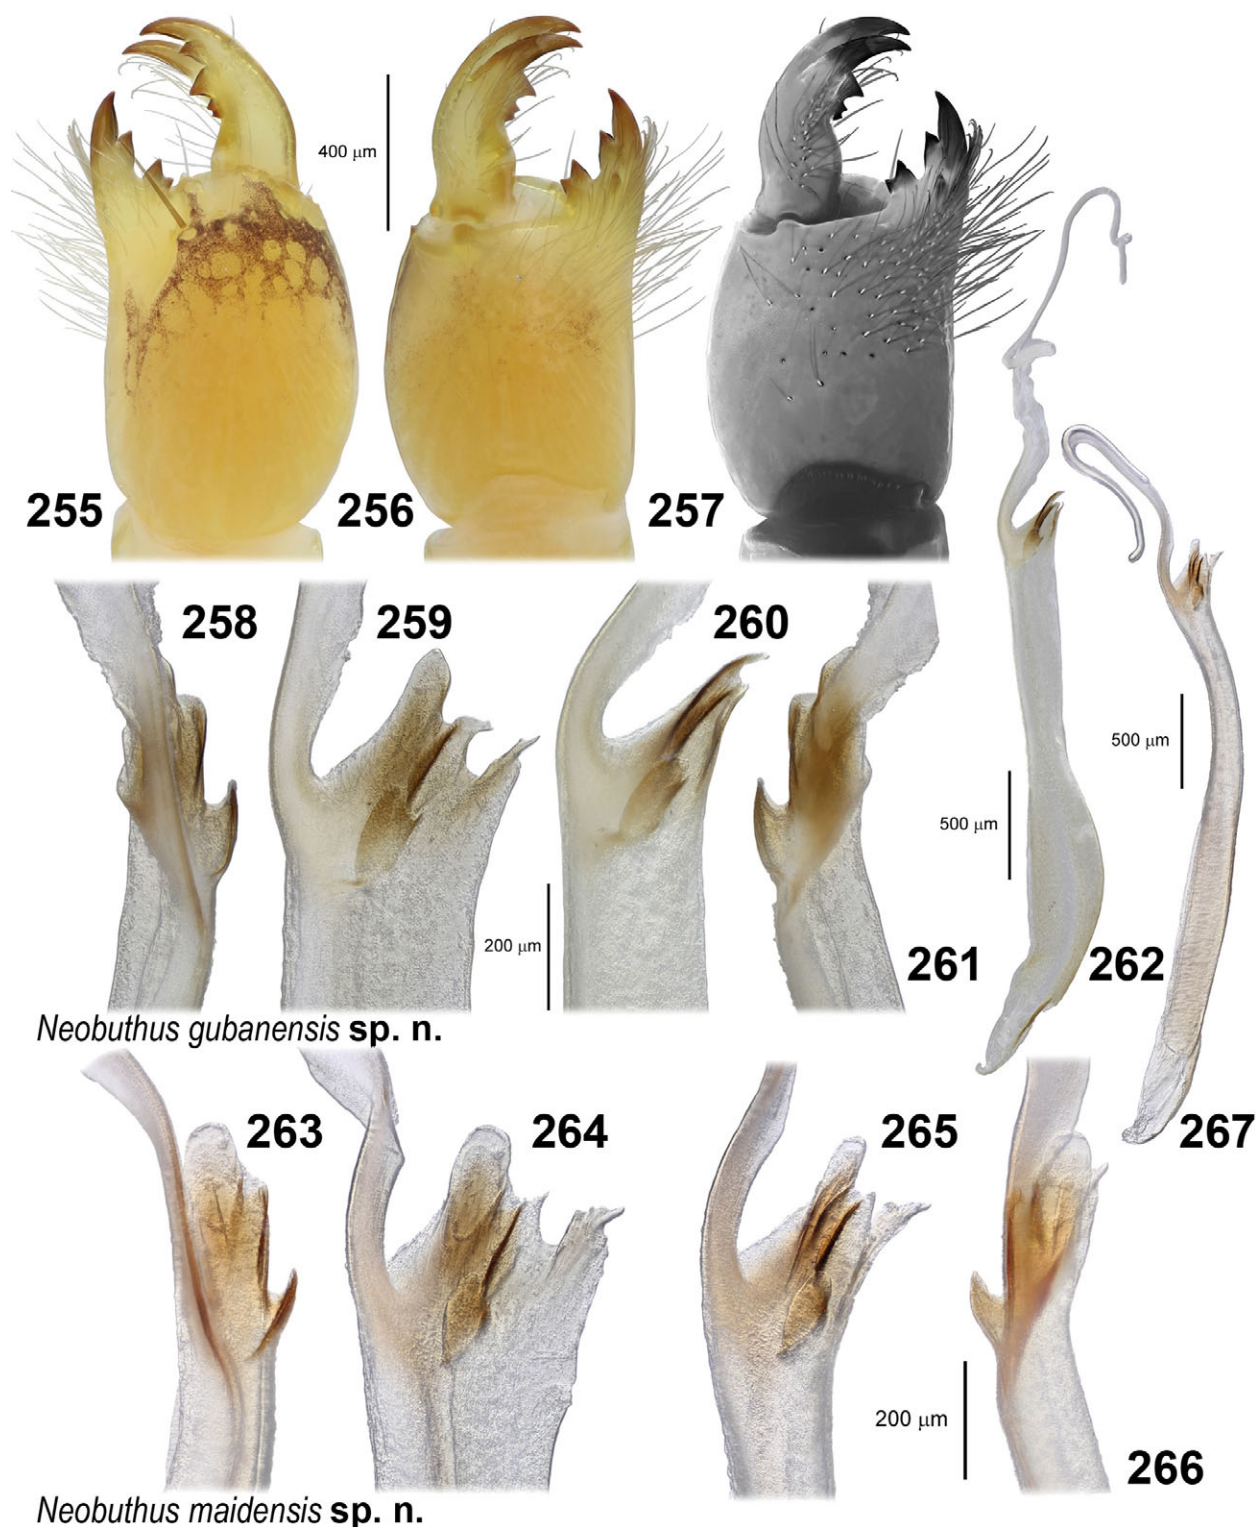 400 μm
255
256
257
258
259
260
500 μm
500 μm
200 μm
261
262
Neobuthus gubanensis sp. n.
263
264
265
267
200 μm
266
Neobuthus maidensis sp. n.